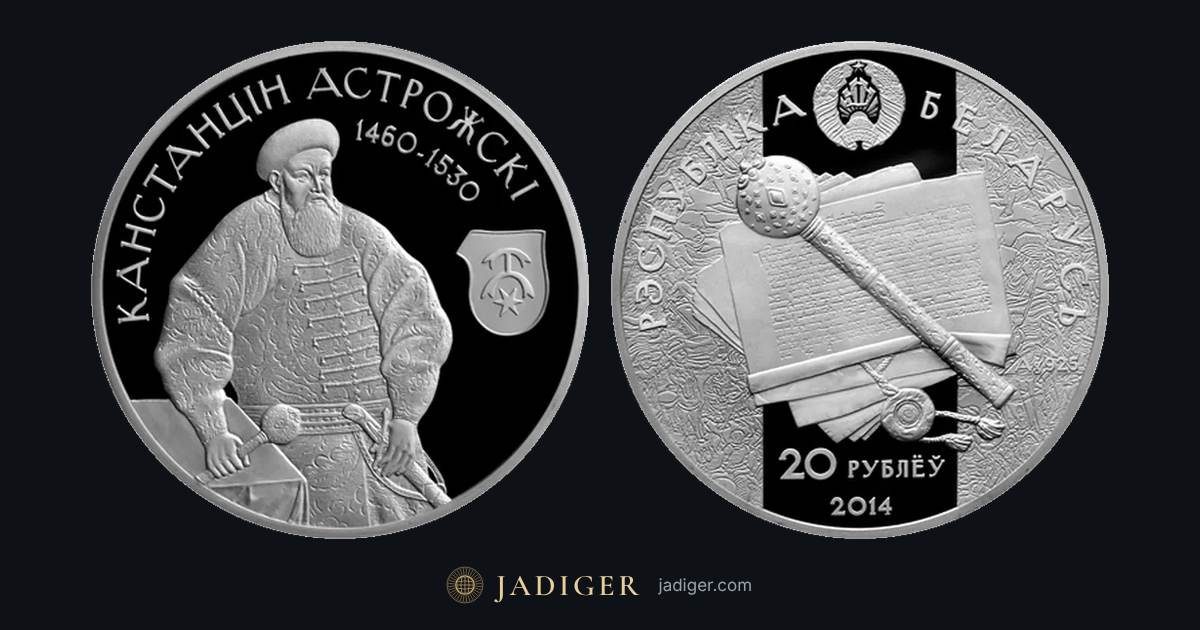 КАНСТАНЦІН АСТРОЖСКІ
1460-1530
РЭСПУБЛІКА БЕЛАРУСЬ
Ag 925
20 РУБЛЁЎ
2014
JADIGER
jadiger.com